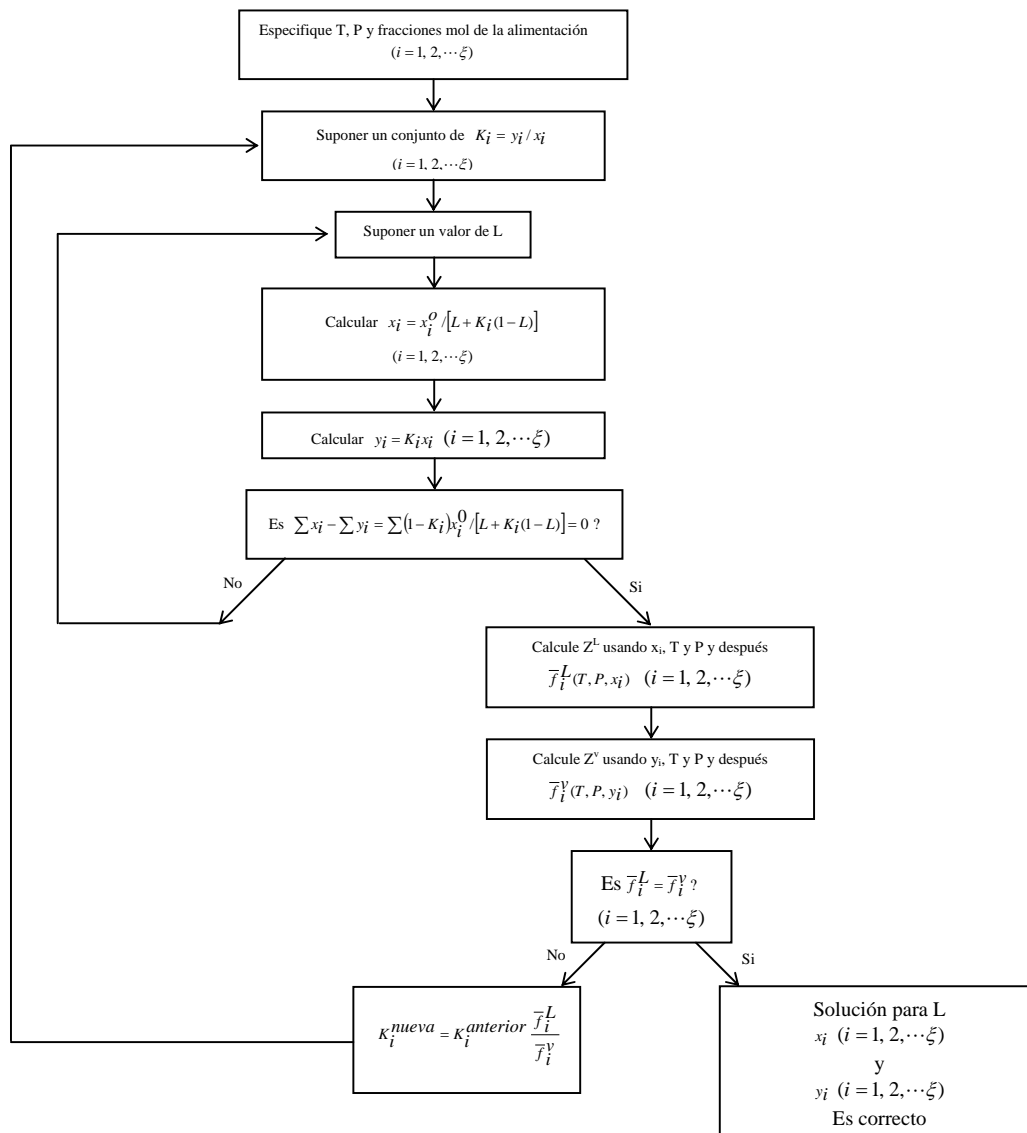 Especifique T, P y fracciones mol de la alimentación
(i = 1, 2, ⋯ ξ)
Suponer un conjunto de K_i = y_i / x_i
(i = 1, 2, ⋯ ξ)
Suponer un valor de L
Calcular x_i = x_i^o /[L + K_i (1 − L)]
(i = 1, 2, ⋯ ξ)
Calcular y_i = K_i x_i (i = 1, 2, ⋯ ξ)
Es ∑ x_i − ∑ y_i = ∑(1 − K_i) x_i^0 /[L + K_i (1 − L)] = 0 ?
No
Si
Calcule Z^L usando x_i, T y P y después
f̅_i^L (T, P, x_i) (i = 1, 2, ⋯ ξ)
Calcule Z^v usando y_i, T y P y después
f̅_i^v (T, P, y_i) (i = 1, 2, ⋯ ξ)
Es f̅_i^L = f̅_i^v ?
(i = 1, 2, ⋯ ξ)
No
Si
K_i^nueva = K_i^anterior f̅_i^L / f̅_i^v
Solución para L
x_i (i = 1, 2, ⋯ ξ)
y
y_i (i = 1, 2, ⋯ ξ)
Es correcto